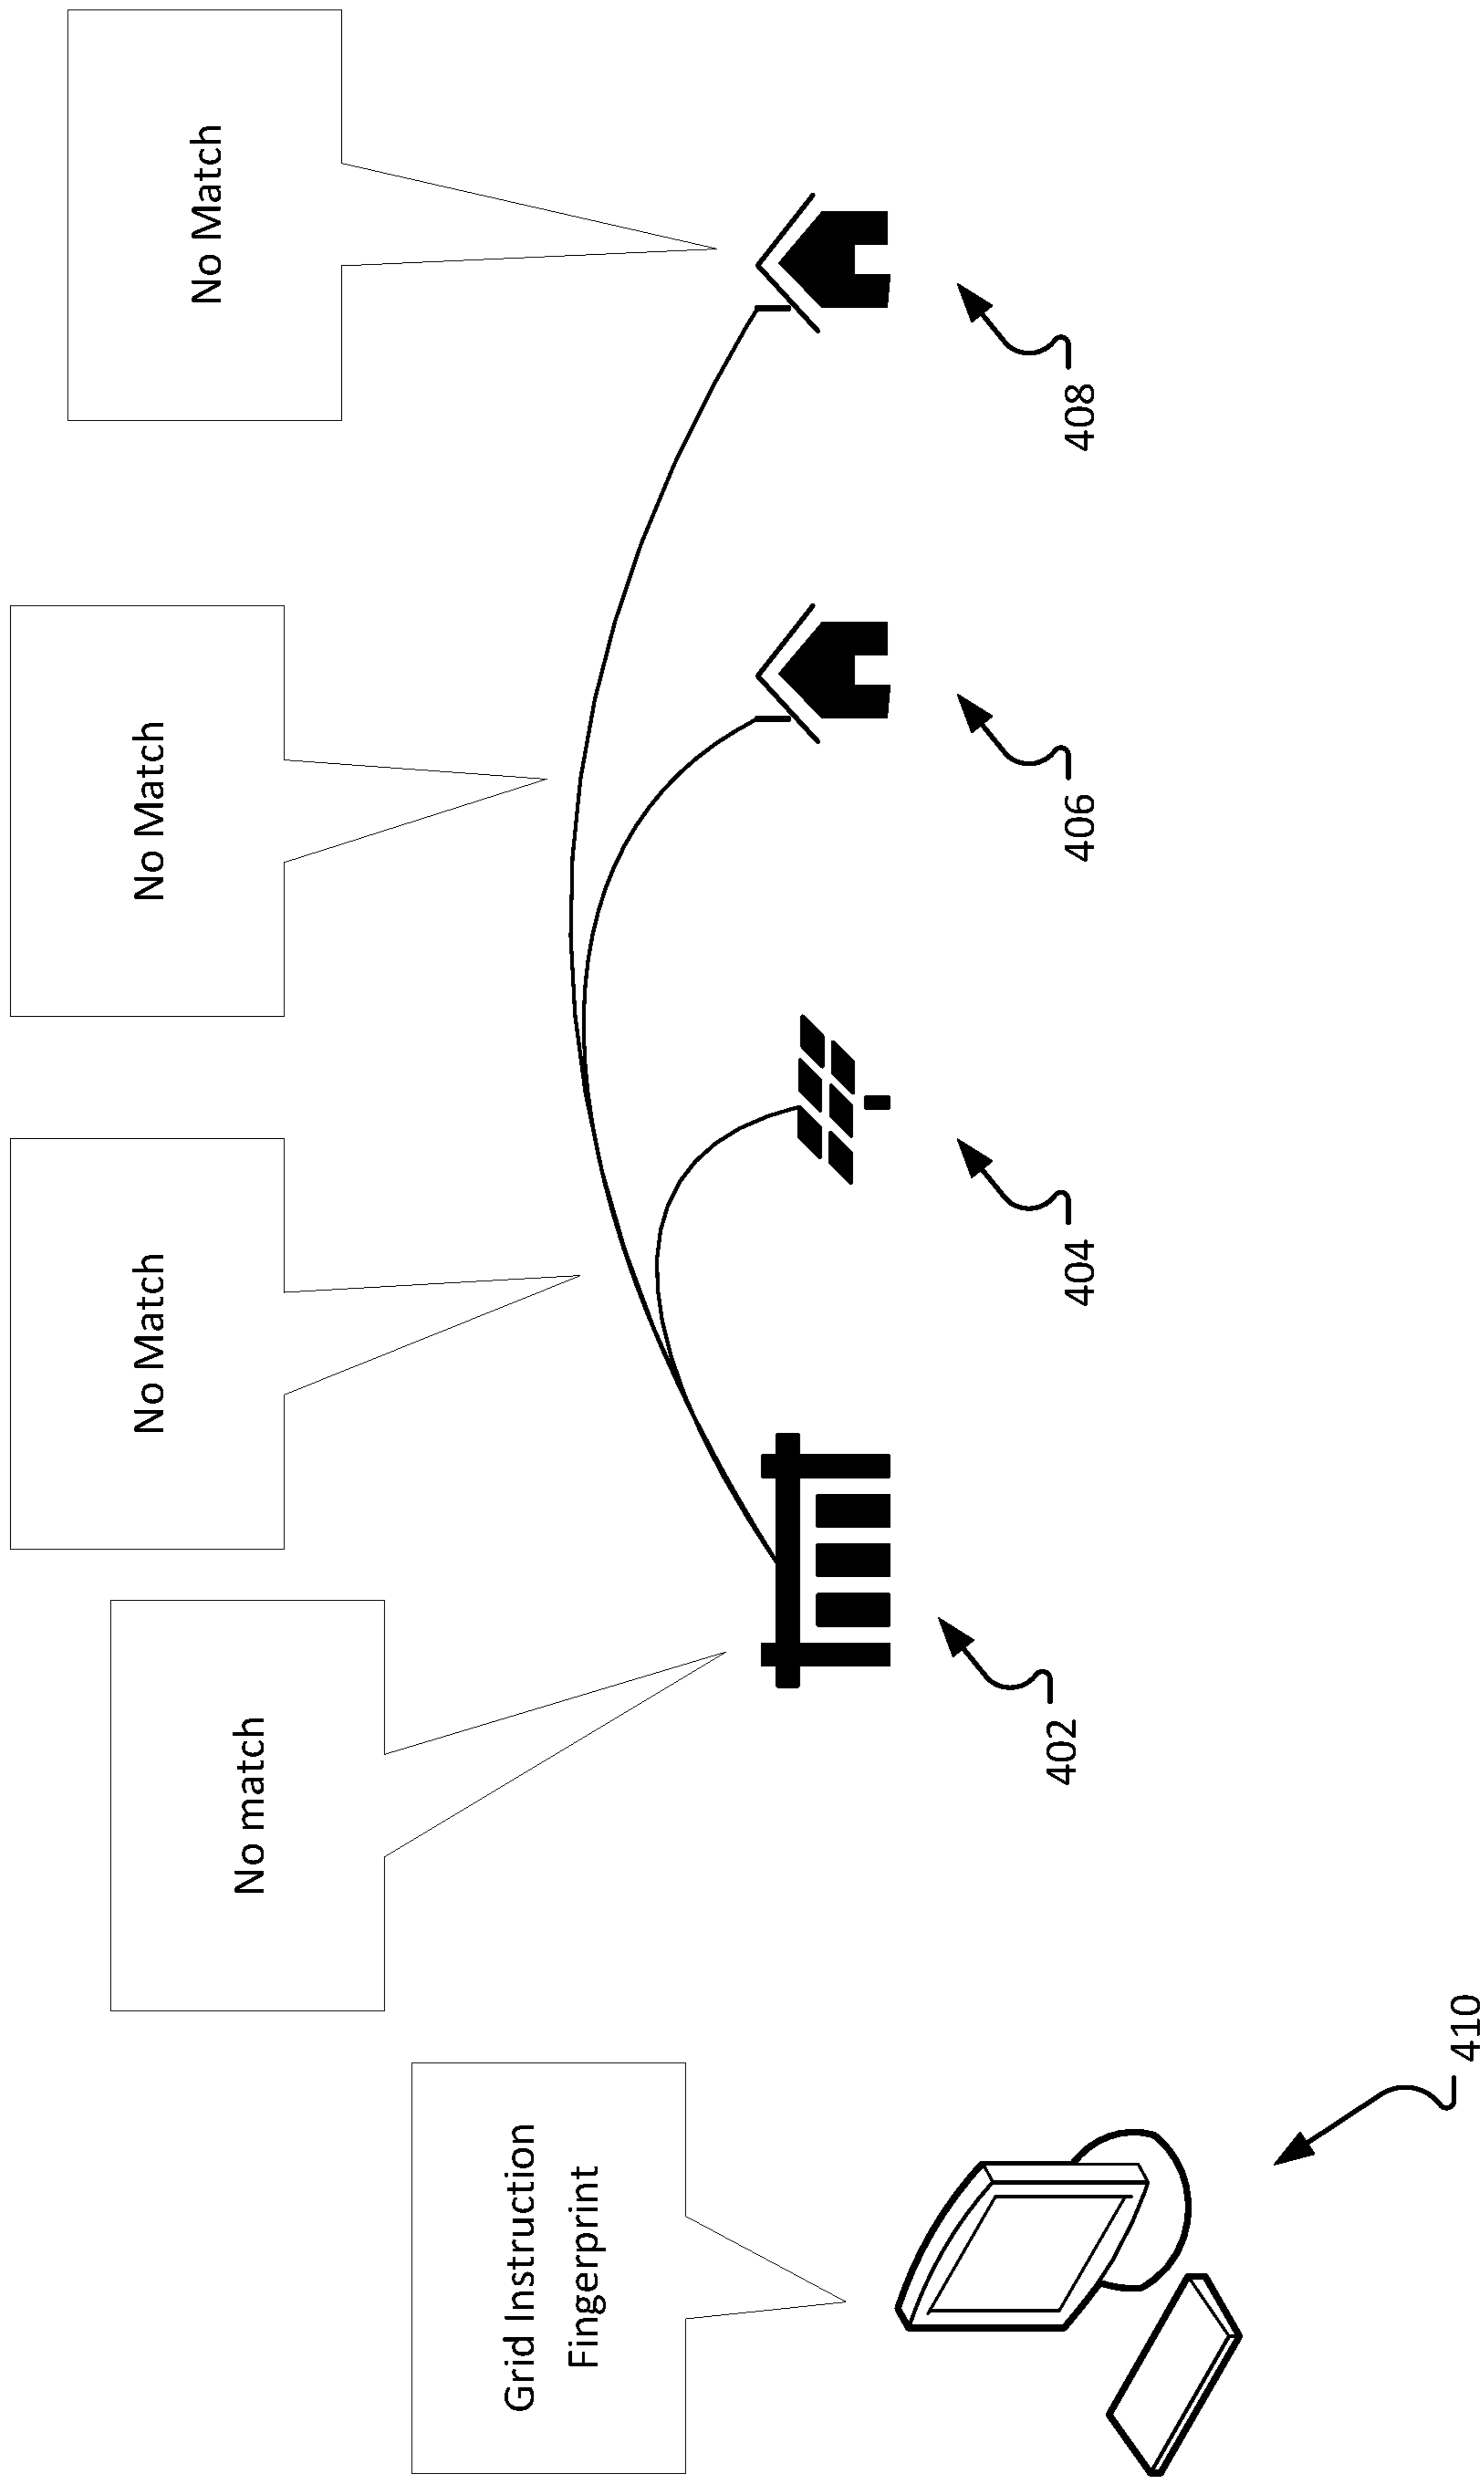 Grid Instruction
Fingerprint
No match
No Match
No Match
No Match
410
402
404
406
408